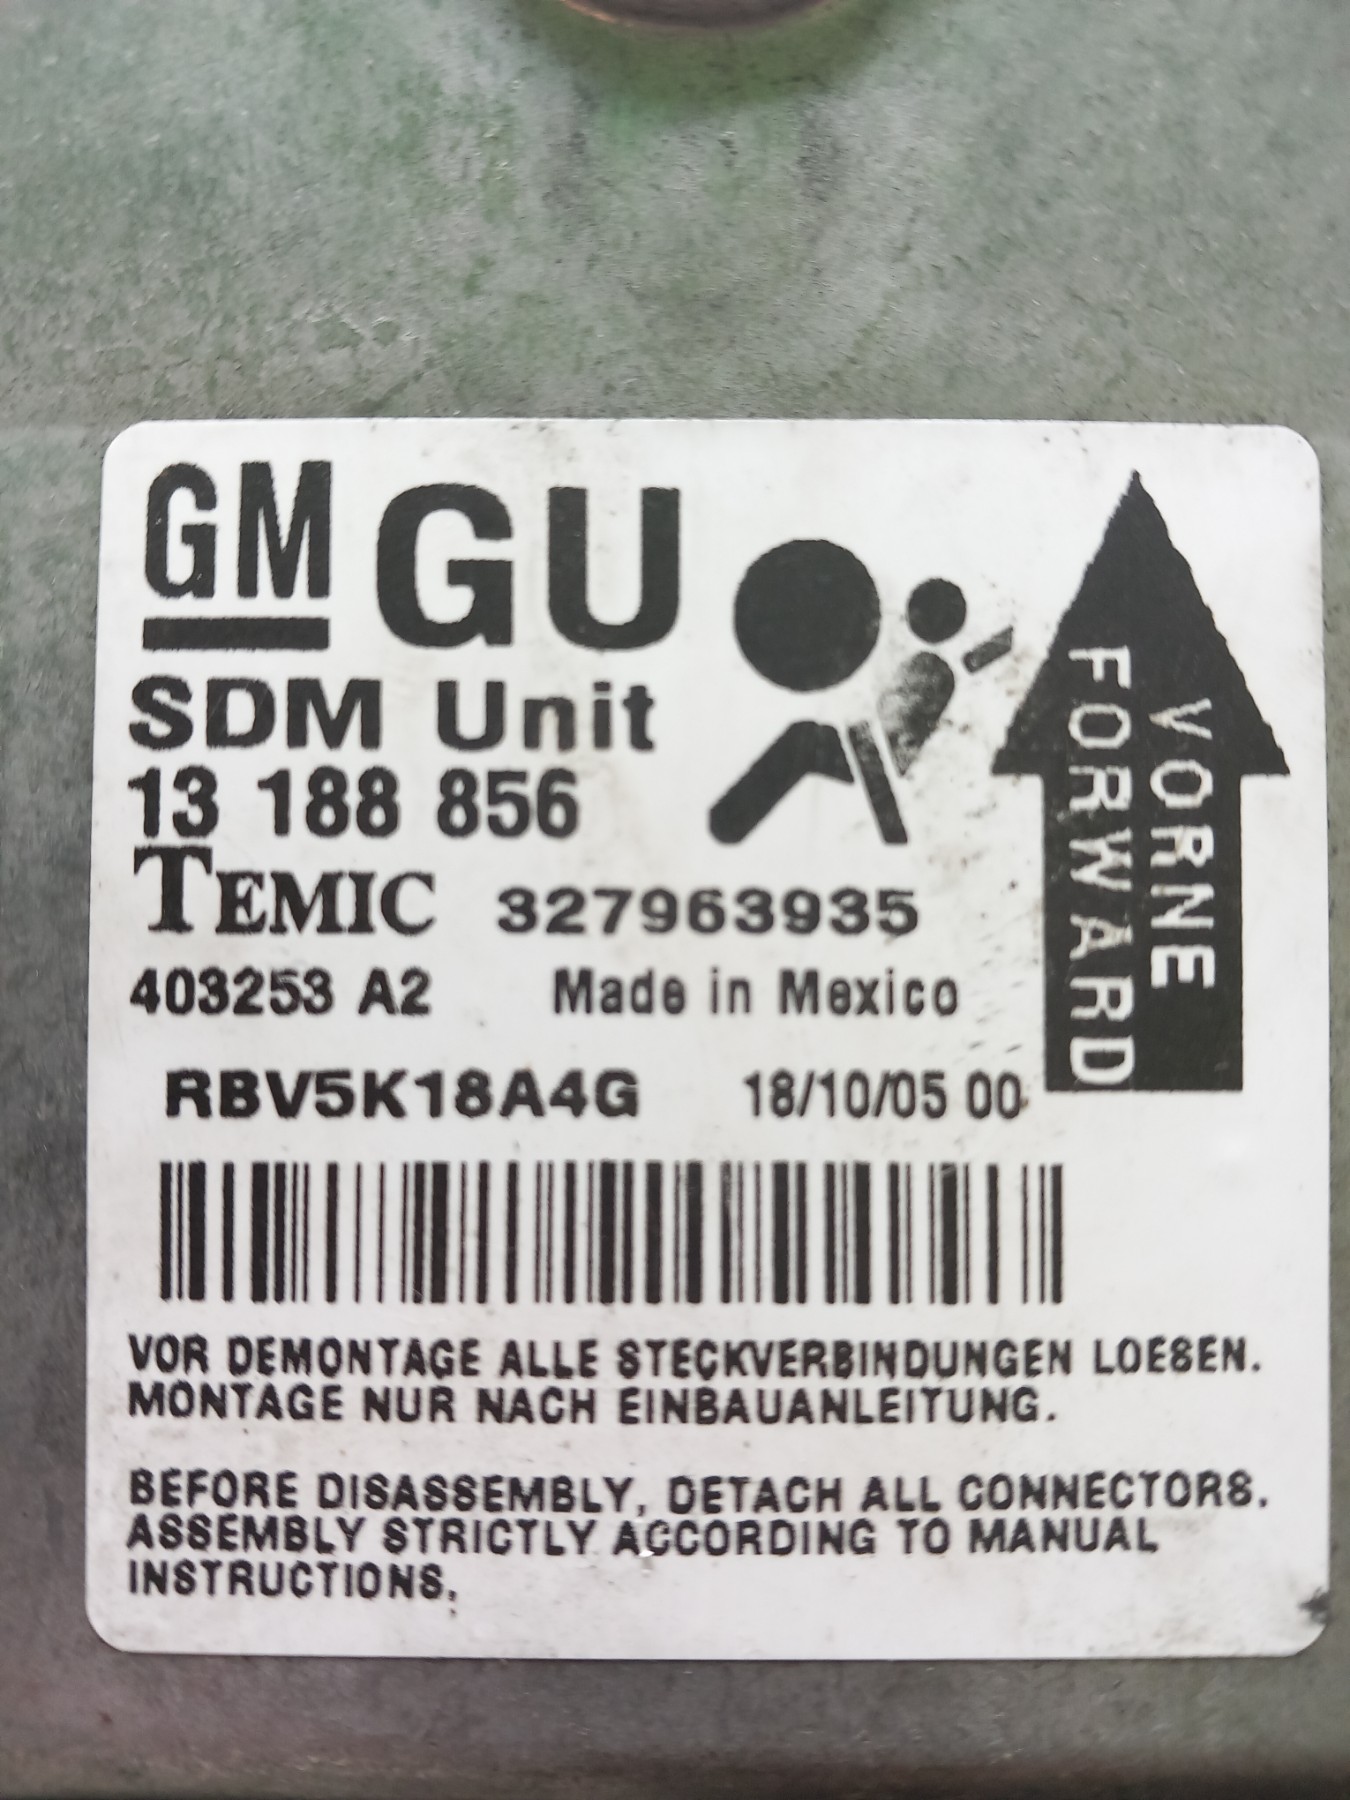 GM GU
SDM Unit
13 188 856
TEMIC 327963935
403253 A2 Made in Mexico
RBV5K18A4G 18/10/05 00
VORNE
FORWARD
VOR DEMONTAGE ALLE STECKVERBINDUNGEN LOESEN.
MONTAGE NUR NACH EINBAUANLEITUNG.
BEFORE DISASSEMBLY, DETACH ALL CONNECTORS.
ASSEMBLY STRICTLY ACCORDING TO MANUAL
INSTRUCTIONS.